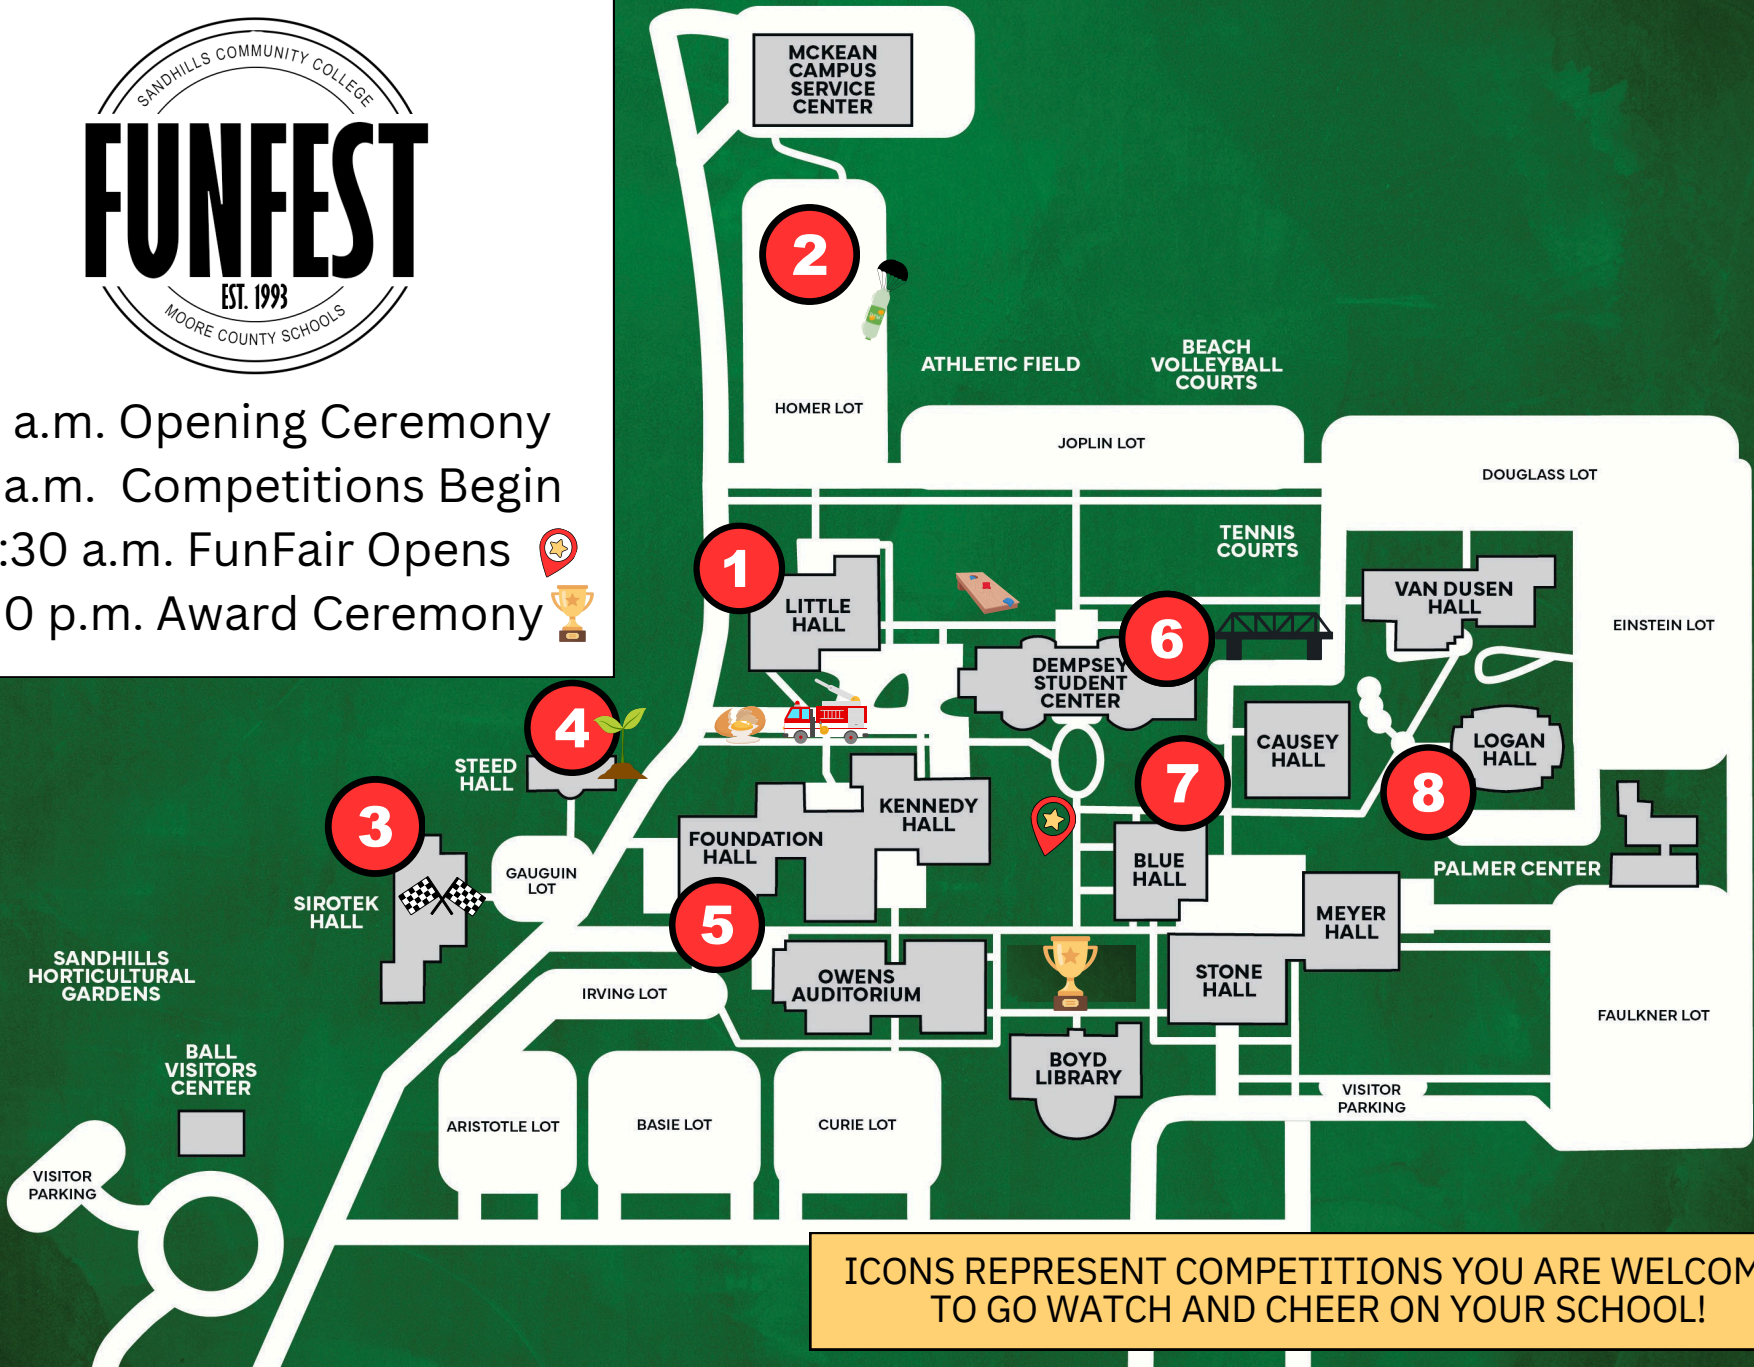 SANDHILLS COMMUNITY COLLEGE
FUNFEST
EST. 1993
MOORE COUNTY SCHOOLS
a.m. Opening Ceremony
a.m. Competitions Begin
:30 a.m. FunFair Opens
0 p.m. Award Ceremony
MCKEAN
CAMPUS
SERVICE
CENTER
2
HOMER LOT
ATHLETIC FIELD
BEACH
VOLLEYBALL
COURTS
JOPLIN LOT
DOUGLASS LOT
TENNIS
COURTS
1
LITTLE
HALL
VAN DUSEN
HALL
EINSTEIN LOT
6
DEMPSEY
STUDENT
CENTER
4
STEED
HALL
CAUSEY
HALL
LOGAN
HALL
7
8
3
KENNEDY
HALL
FOUNDATION
HALL
BLUE
HALL
PALMER CENTER
GAUGUIN
LOT
SIROTEK
HALL
5
MEYER
HALL
SANDHILLS
HORTICULTURAL
GARDENS
IRVING LOT
OWENS
AUDITORIUM
STONE
HALL
FAULKNER LOT
BALL
VISITORS
CENTER
BOYD
LIBRARY
VISITOR
PARKING
ARISTOTLE LOT
BASIE LOT
CURIE LOT
VISITOR
PARKING
ICONS REPRESENT COMPETITIONS YOU ARE WELCOM
TO GO WATCH AND CHEER ON YOUR SCHOOL!